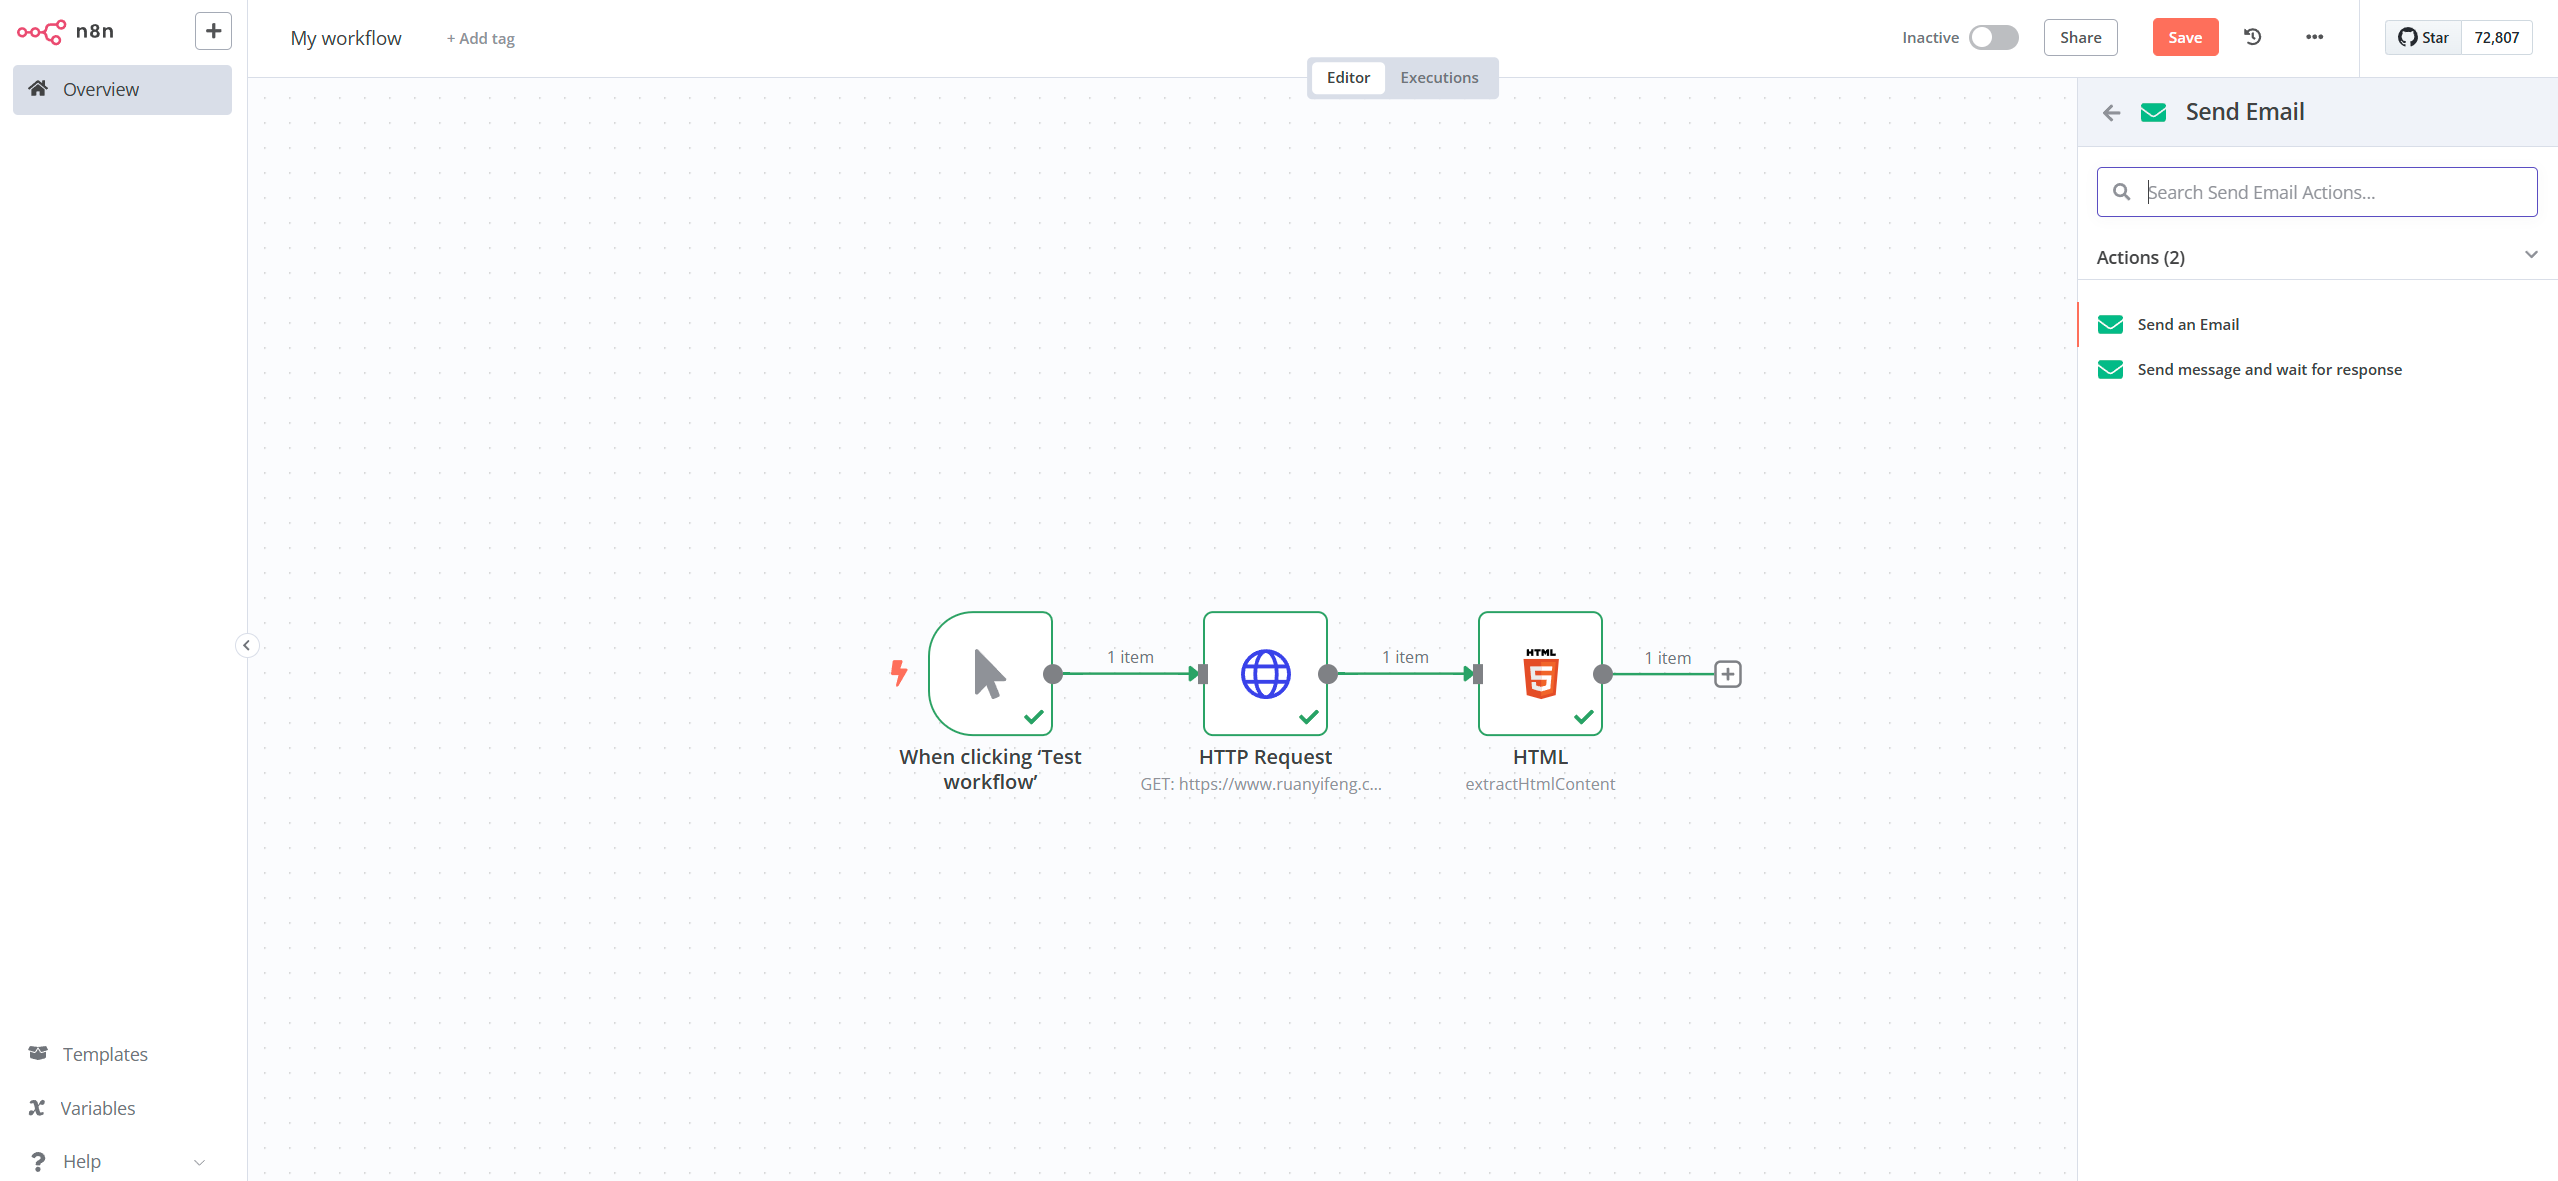 n8n
My workflow
+ Add tag
Inactive
Share
Save
Star
72,807
Editor
Executions
Overview
Send Email
Search Send Email Actions...
Actions (2)
Send an Email
Send message and wait for response
1 item
1 item
1 item
HTML
5
When clicking ‘Test
workflow’
HTTP Request
GET: https://www.ruanyifeng.c...
HTML
extractHtmlContent
Templates
Variables
Help